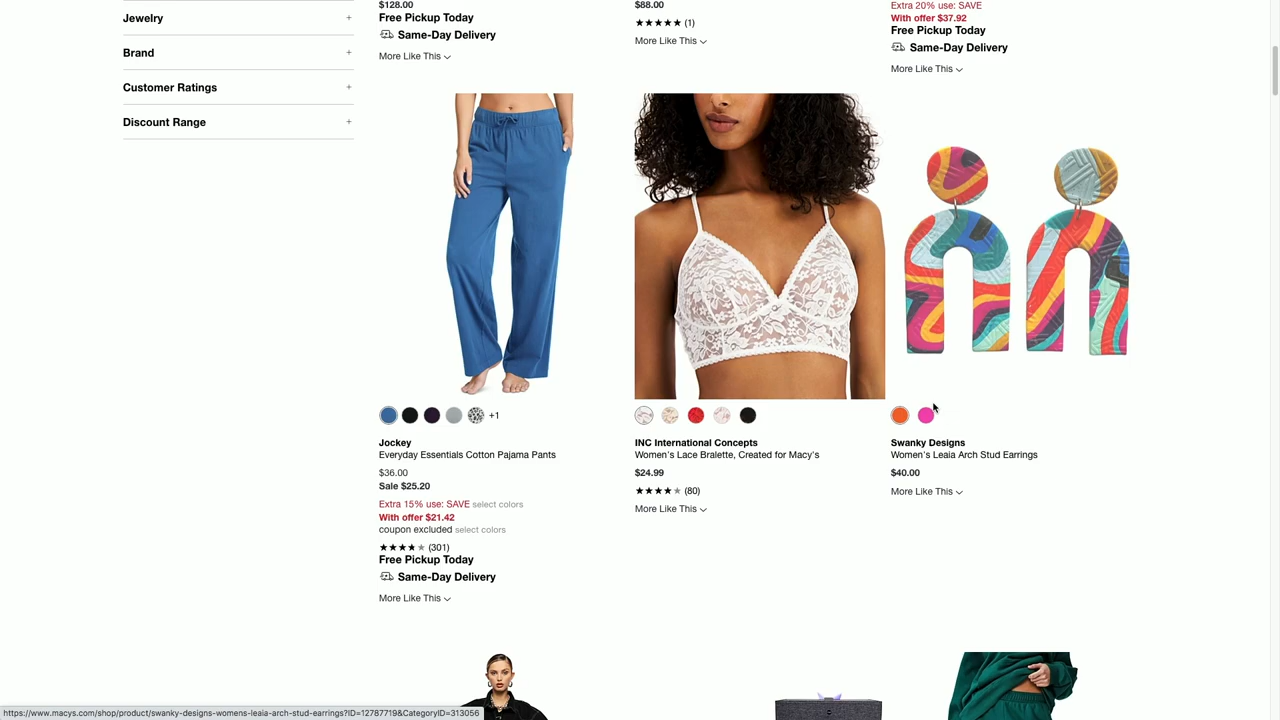 Jewelry +
Brand +
Customer Ratings +
Discount Range +
$128.00
Free Pickup Today
Same-Day Delivery
More Like This
$88.00
★★★★★ (1)
More Like This
Extra 20% use: SAVE
With offer $37.92
Free Pickup Today
Same-Day Delivery
More Like This
+1
Jockey
Everyday Essentials Cotton Pajama Pants
$36.00
Sale $25.20
Extra 15% use: SAVE select colors
With offer $21.42
coupon excluded select colors
(301)
Free Pickup Today
Same-Day Delivery
More Like This
INC International Concepts
Women's Lace Bralette, Created for Macy's
$24.99
(80)
More Like This
Swanky Designs
Women's Leaia Arch Stud Earrings
$40.00
More Like This
https://www.macys.com/shop/product/swanky-designs-womens-leaia-arch-stud-earrings?ID=12787719&CategoryID=313056